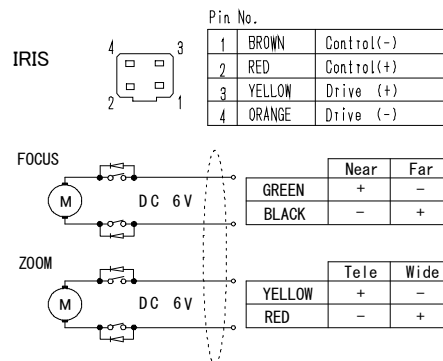 Pin No.
IRIS
4 3
2 1
1 BROWN Control(-)
2 RED Control(+)
3 YELLOW Drive (+)
4 ORANGE Drive (-)
FOCUS
M
DC 6V
Near Far
GREEN + -
BLACK - +
ZOOM
M
DC 6V
Tele Wide
YELLOW + -
RED - +